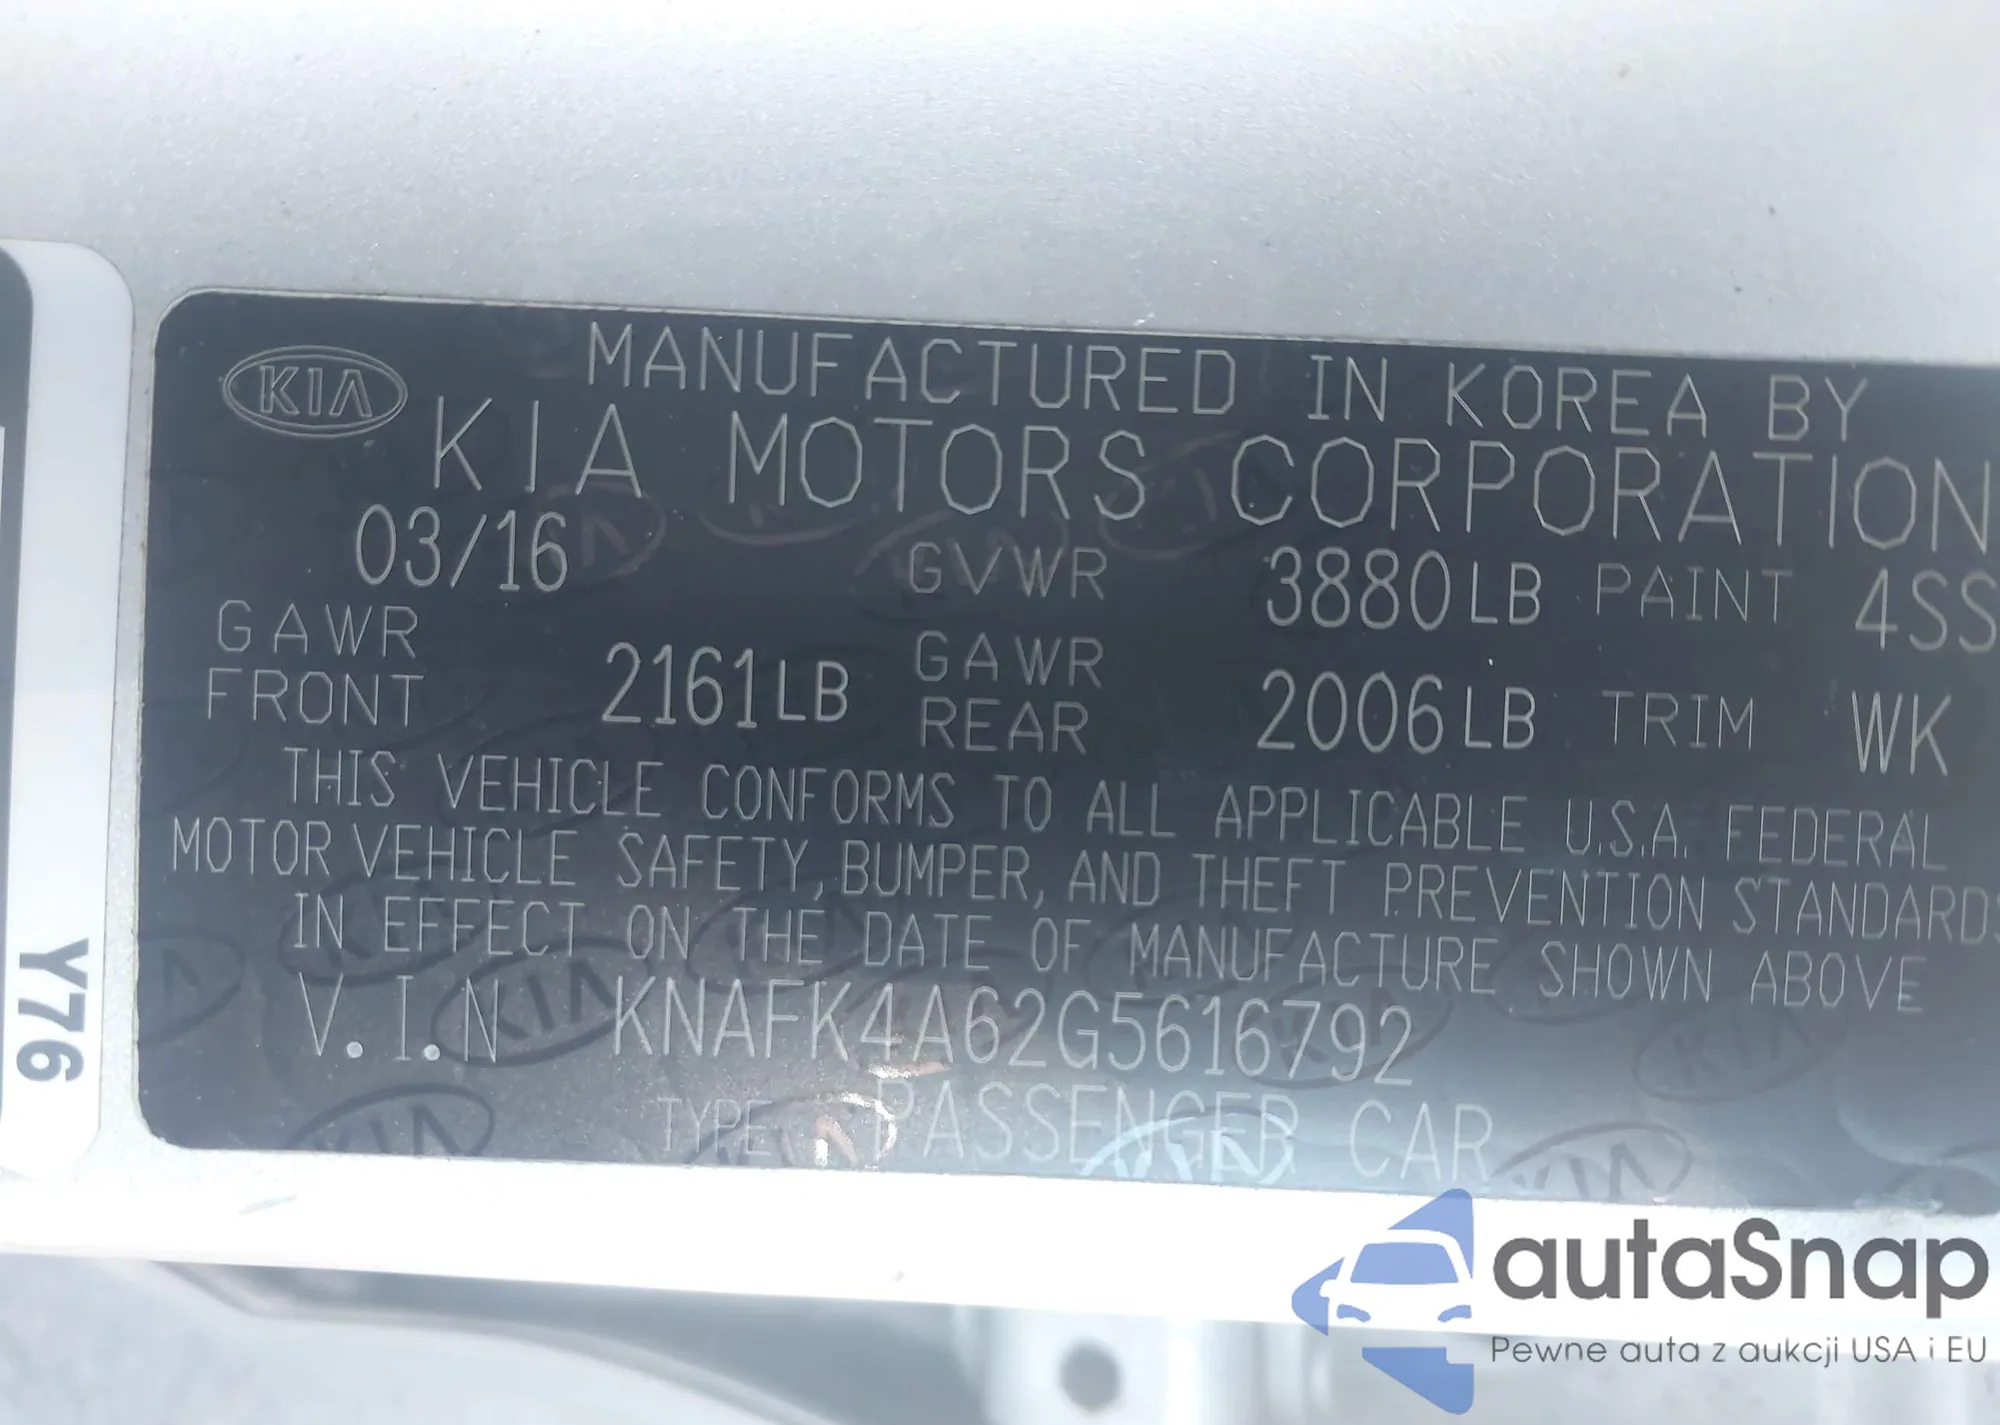 KIA
MANUFACTURED IN KOREA BY
KIA MOTORS CORPORATION
03/16 GVWR 3880LB PAINT 4SS
GAWR FRONT 2161LB GAWR REAR 2006LB TRIM WK
THIS VEHICLE CONFORMS TO ALL APPLICABLE U.S.A. FEDERAL
MOTOR VEHICLE SAFETY, BUMPER, AND THEFT PREVENTION STANDARDS
IN EFFECT ON THE DATE OF MANUFACTURE SHOWN ABOVE
V.I.N KNAFK4A62G5616792
TYPE : PASSENGER CAR
Y76
autaSnap
Pewne auta z aukcji USA i EU